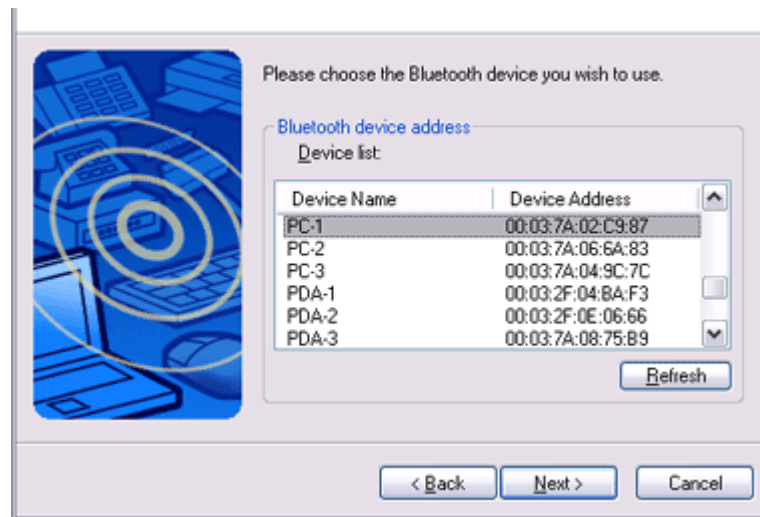 Please choose the Bluetooth device you wish to use.
Bluetooth device address
Device list:
Device Name Device Address
PC-1 00:03:7A:02:C9:87
PC-2 00:03:7A:06:6A:83
PC-3 00:03:7A:04:9C:7C
PDA-1 00:03:2F:04:BA:F3
PDA-2 00:03:2F:0E:06:66
PDA-3 00:03:7A:08:75:B9
Refresh
< Back Next > Cancel